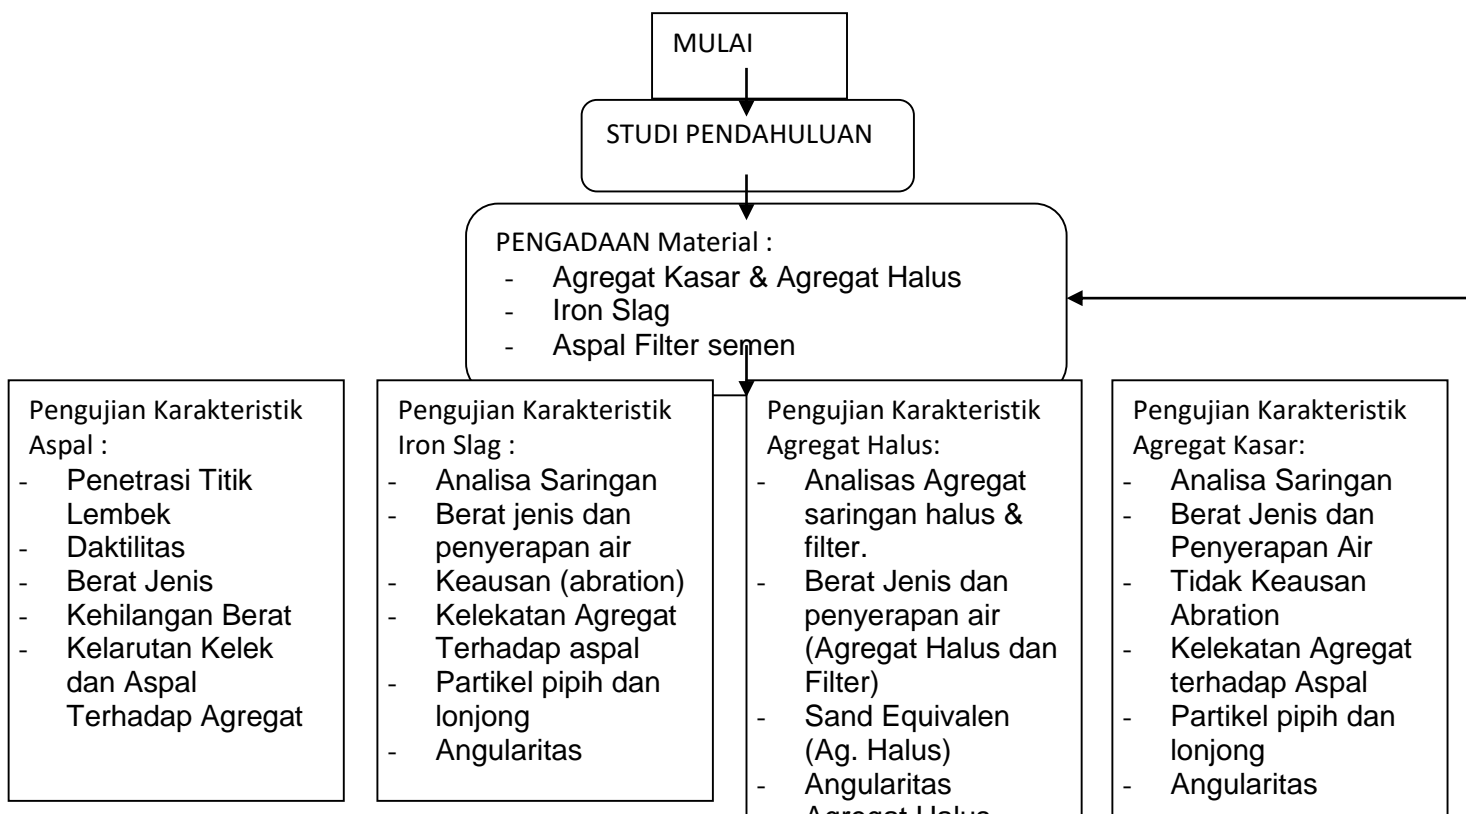 MULAI
STUDI PENDAHULUAN
PENGADAAN Material :
- Agregat Kasar & Agregat Halus
- Iron Slag
- Aspal Filter semen
Pengujian Karakteristik
Aspal :
- Penetrasi Titik
Lembek
- Daktilitas
- Berat Jenis
- Kehilangan Berat
- Kelarutan Kelek
dan Aspal
Terhadap Agregat
Pengujian Karakteristik
Iron Slag :
- Analisa Saringan
- Berat jenis dan
penyerapan air
- Keausan (abration)
- Kelekatan Agregat
Terhadap aspal
- Partikel pipih dan
lonjong
- Angularitas
Pengujian Karakteristik
Agregat Halus:
- Analisas Agregat
saringan halus &
filter.
- Berat Jenis dan
penyerapan air
(Agregat Halus dan
Filter)
- Sand Equivalen
(Ag. Halus)
- Angularitas
Agregat Halus
Pengujian Karakteristik
Agregat Kasar:
- Analisa Saringan
- Berat Jenis dan
Penyerapan Air
- Tidak Keausan
Abration
- Kelekatan Agregat
terhadap Aspal
- Partikel pipih dan
lonjong
- Angularitas